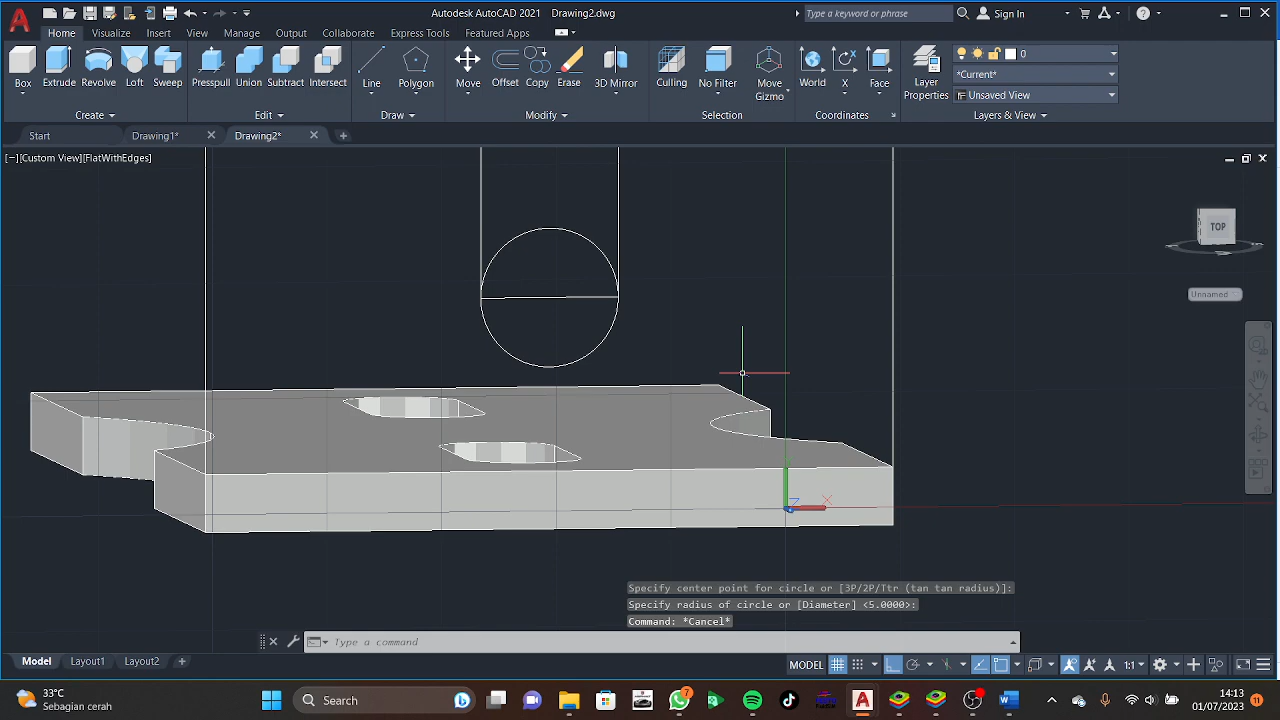 Autodesk AutoCAD 2021 Drawing2.dwg
Type a keyword or phrase
Sign In
Home Visualize Insert View Manage Output Collaborate Express Tools Featured Apps
Box Extrude Revolve Loft Sweep
Presspull Union Subtract Intersect
Line Polygon
Move Offset Copy Erase 3D Mirror
Culling No Filter Move Gizmo
World X Face
Layer Properties
0
*Current*
Unsaved View
Create Edit Draw Modify Selection Coordinates Layers & View
Start Drawing1* Drawing2*
[−][Custom View][FlatWithEdges]
TOP
Unnamed
Z X
Specify center point for circle or [3P/2P/Ttr (tan tan radius)]:
Specify radius of circle or [Diameter] <5.0000>:
Command: *Cancel*
Type a command
Model Layout1 Layout2
MODEL 1:1
33°C
Sebagian cerah
Search
7
14:13
01/07/2023
11